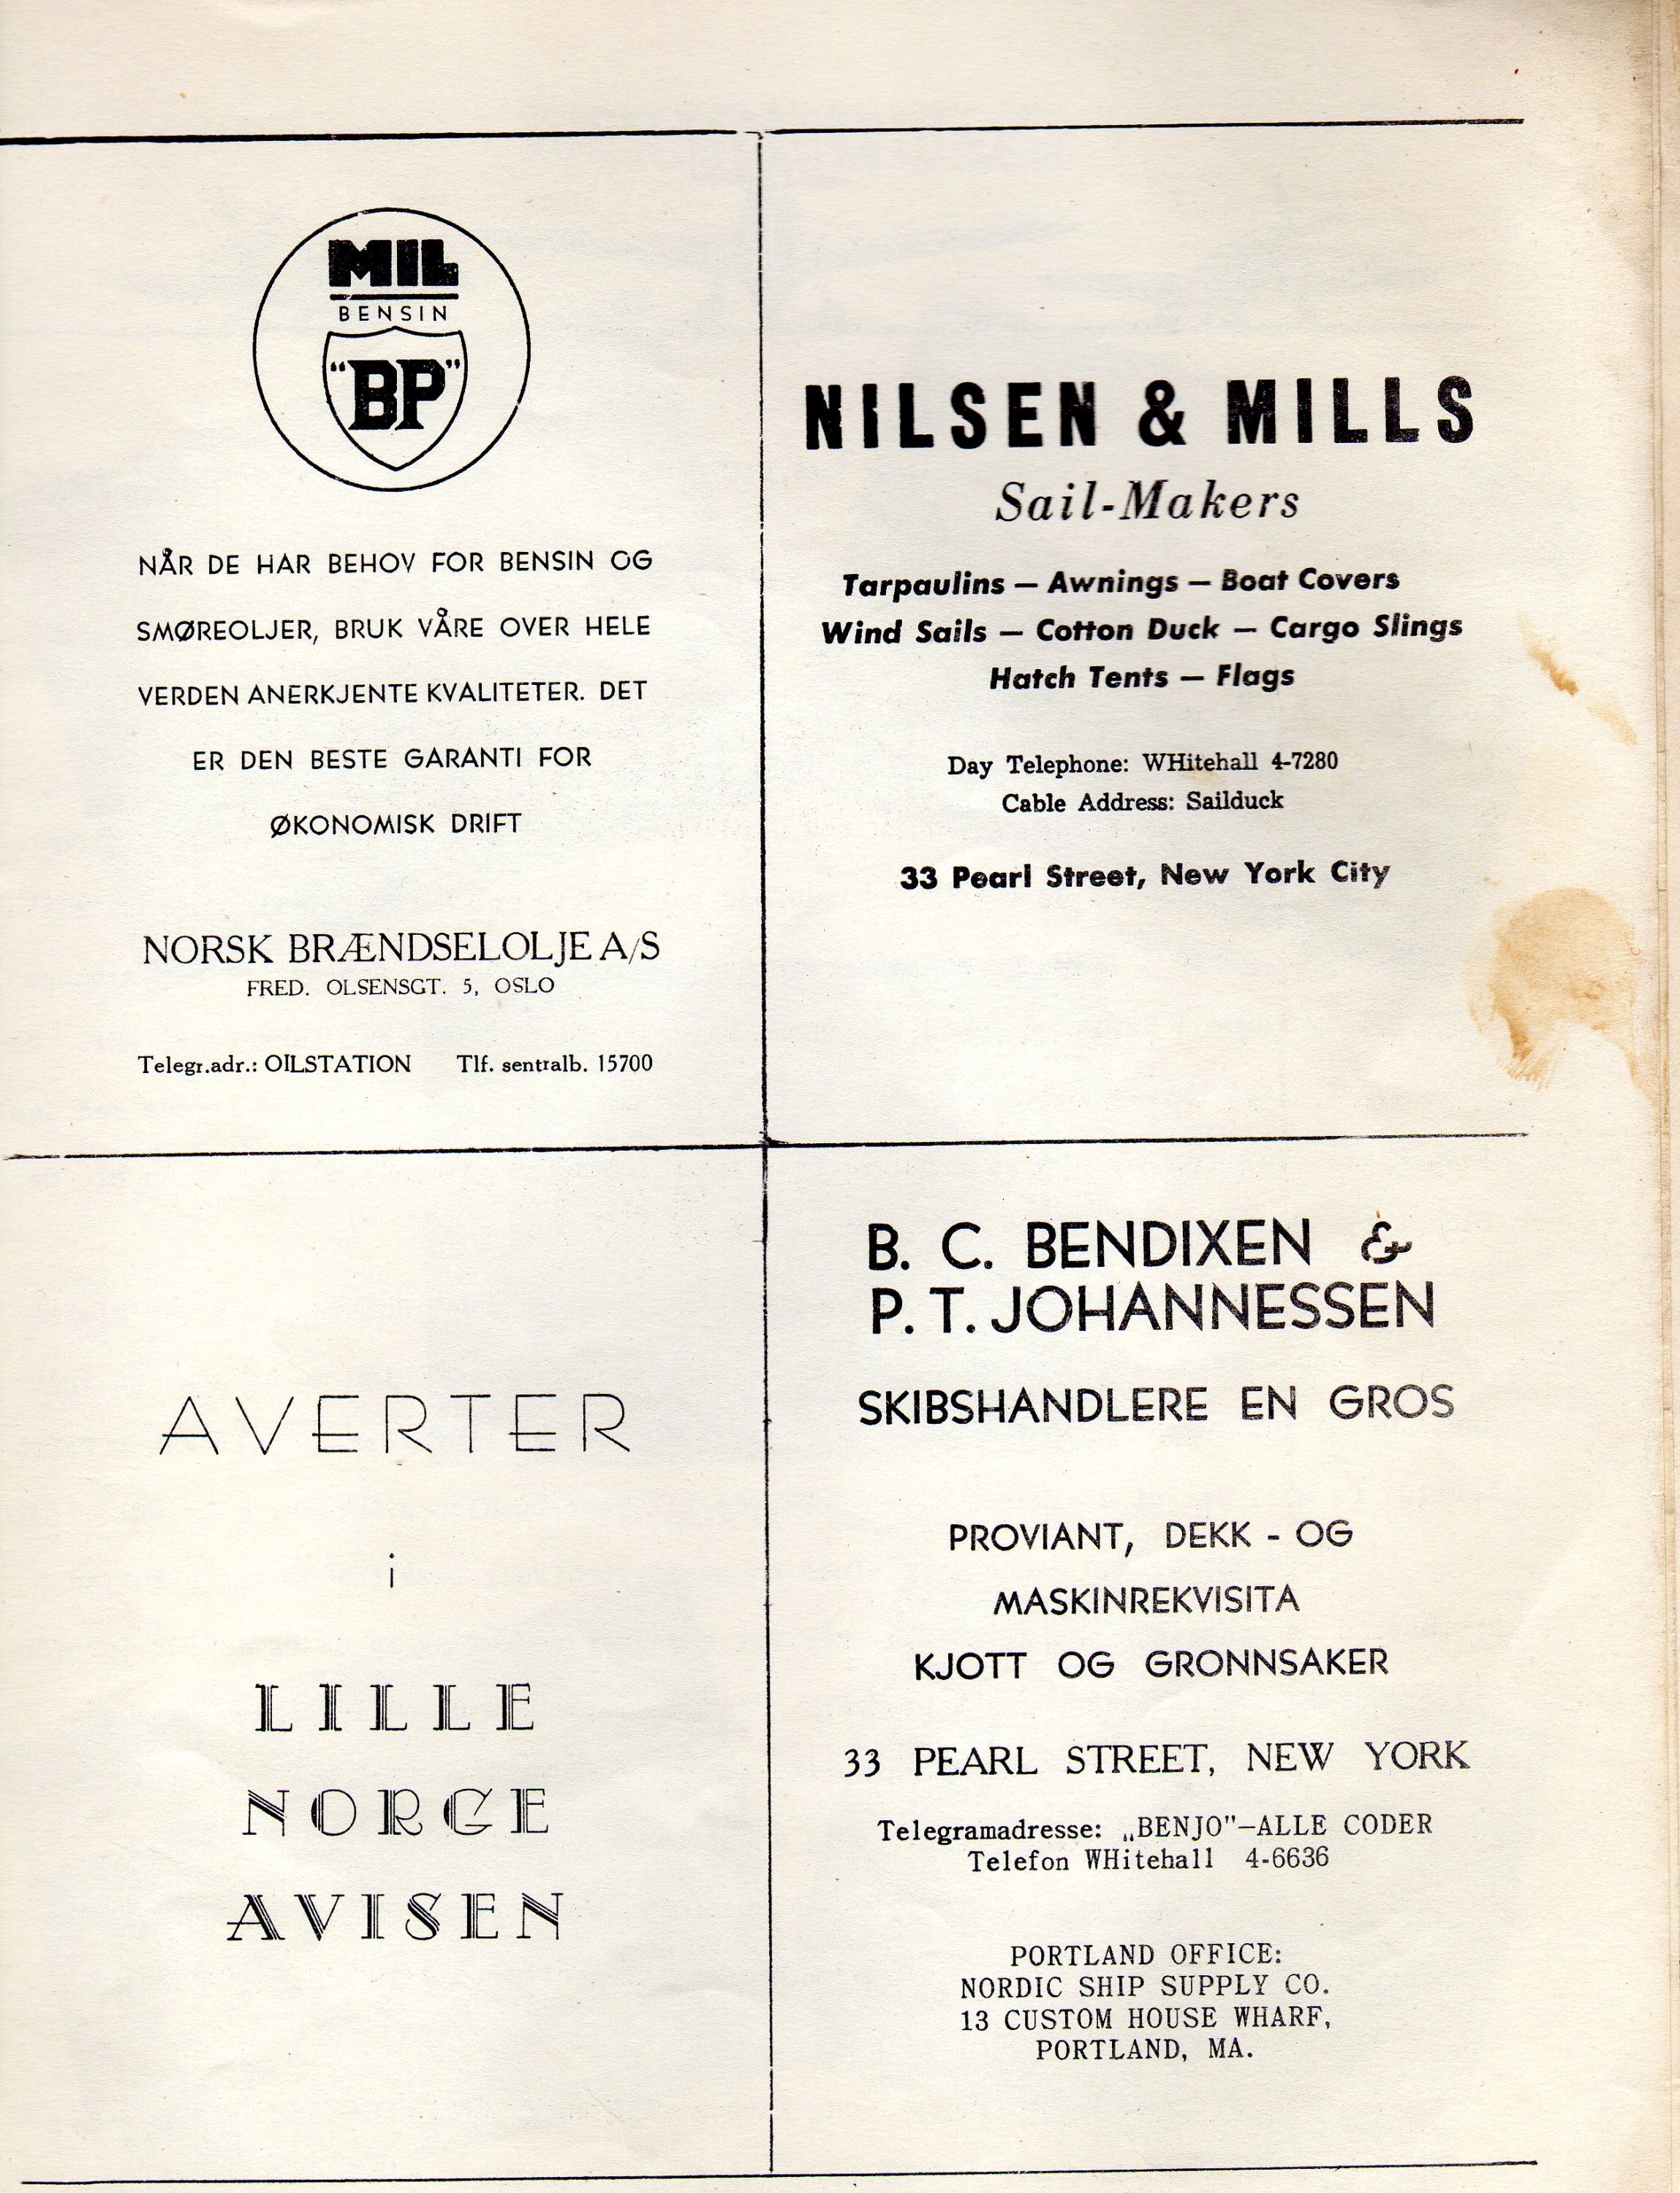 MIL
BENSIN
"BP"
NÅR DE HAR BEHOV FOR BENSIN OG
SMØREOLJER, BRUK VÅRE OVER HELE
VERDEN ANERKJENTE KVALITETER. DET
ER DEN BESTE GARANTI FOR
ØKONOMISK DRIFT
NORSK BRÆNDSELOLJE A/S
FRED. OLSENSGT. 5, OSLO
Telegr.adr.: OILSTATION Tlf. sentralb. 15700
NILSEN & MILLS
Sail-Makers
Tarpaulins — Awnings — Boat Covers
Wind Sails — Cotton Duck — Cargo Slings
Hatch Tents — Flags
Day Telephone: WHitehall 4-7280
Cable Address: Sailduck
33 Pearl Street, New York City
AVERTER
i
LILLE
NORGE
AVISEN
B. C. BENDIXEN &
P. T. JOHANNESSEN
SKIBSHANDLERE EN GROS
PROVIANT, DEKK - OG
MASKINREKVISITA
KJOTT OG GRONNSAKER
33 PEARL STREET, NEW YORK
Telegramadresse: „BENJO"—ALLE CODER
Telefon WHitehall 4-6636
PORTLAND OFFICE:
NORDIC SHIP SUPPLY CO.
13 CUSTOM HOUSE WHARF,
PORTLAND, MA.